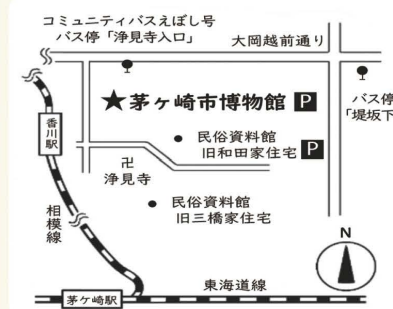 コミュニティバスえぼし号
バス停「浄見寺入口」
大岡越前通り
★茅ヶ崎市博物館 P
バス停
「堤坂下
香川駅
民俗資料館
旧和田家住宅 P
卍
浄見寺
民俗資料館
旧三橋家住宅
相模線
N
東海道線
茅ケ崎駅